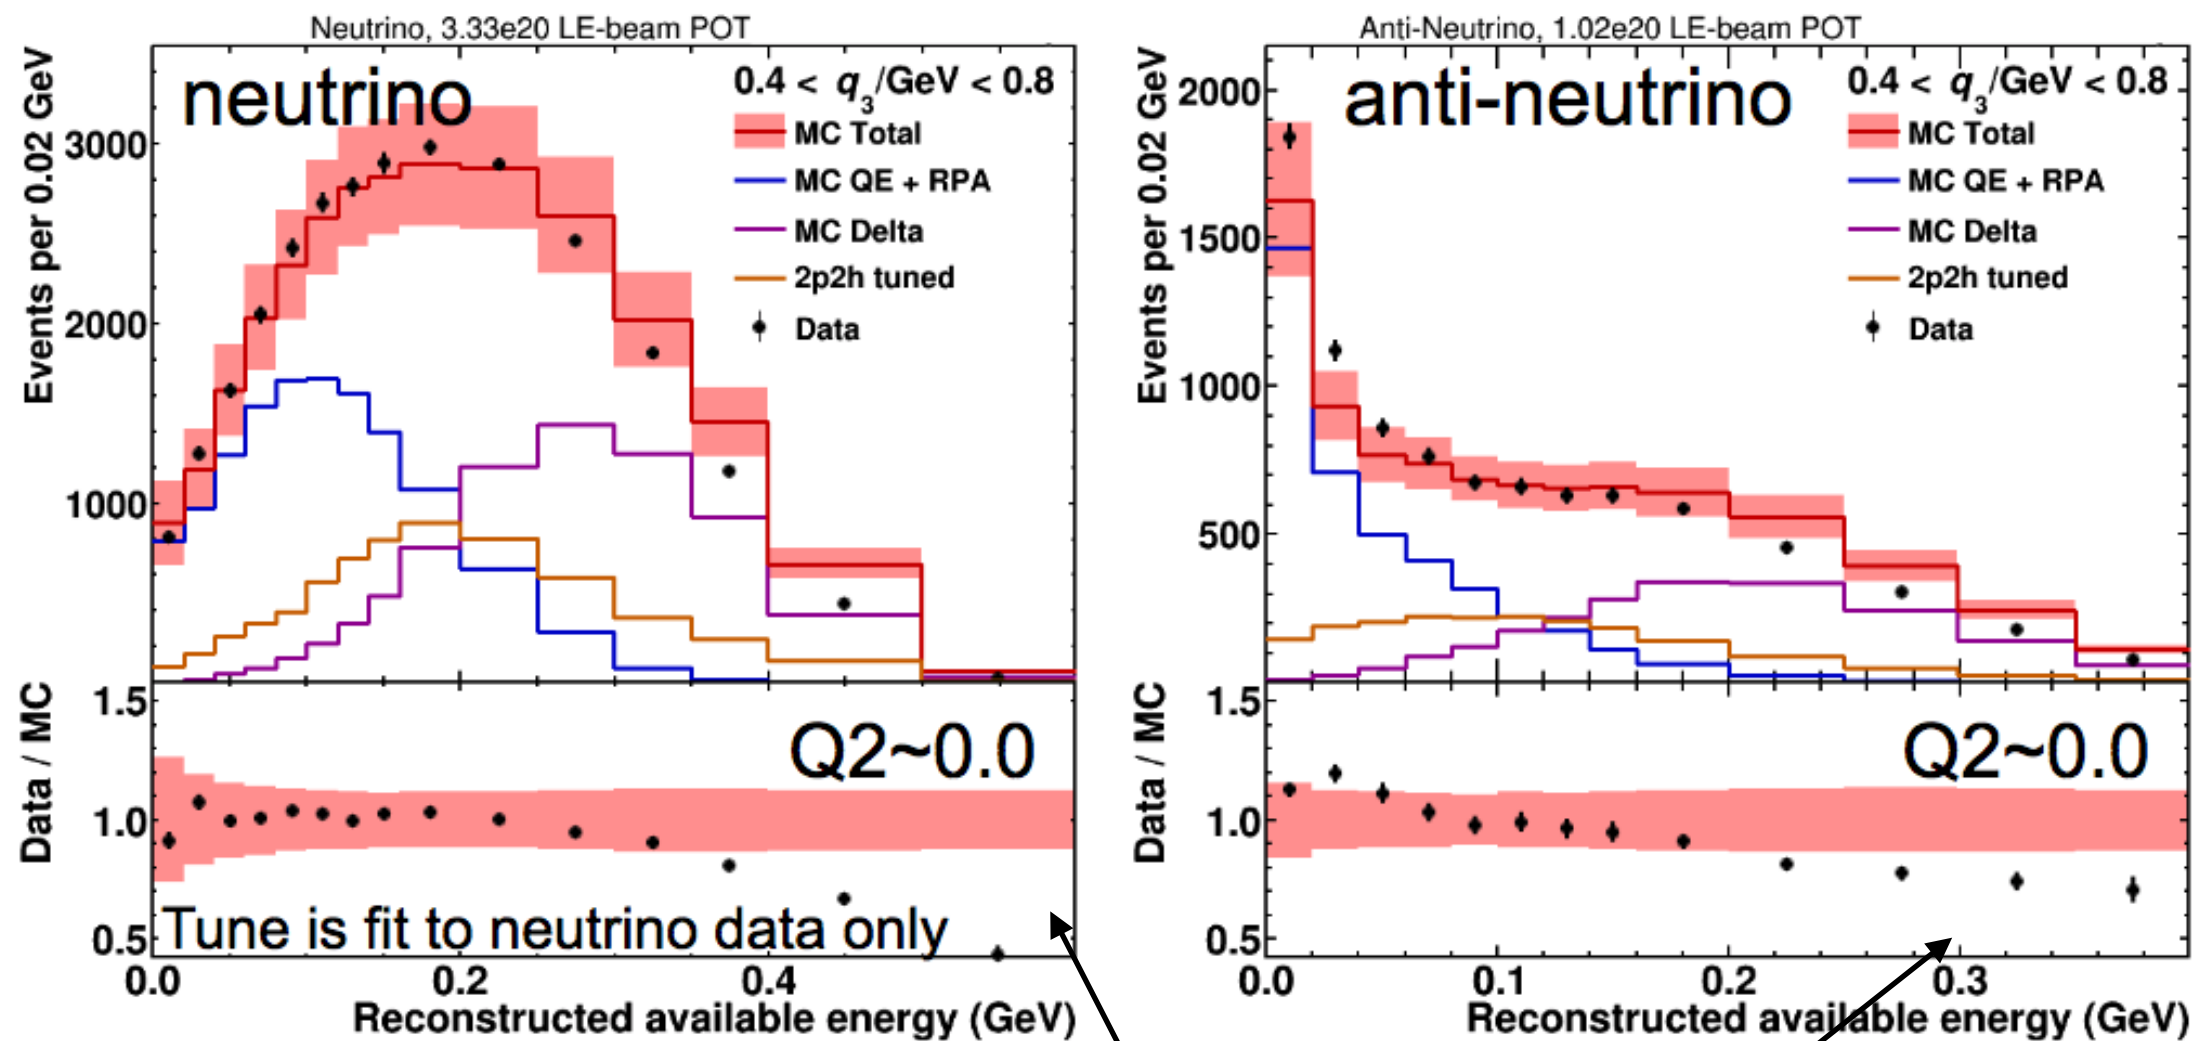 Neutrino, 3.33e20 LE-beam POT
neutrino
0.4 < q3/GeV < 0.8
MC Total
MC QE + RPA
MC Delta
2p2h tuned
Data
Events per 0.02 GeV
3000
2000
1000
Data / MC
1.5
1.0
0.5
Q2~0.0
Tune is fit to neutrino data only
0.0 0.2 0.4
Reconstructed available energy (GeV)
Anti-Neutrino, 1.02e20 LE-beam POT
anti-neutrino
0.4 < q3/GeV < 0.8
MC Total
MC QE + RPA
MC Delta
2p2h tuned
Data
Events per 0.02 GeV
2000
1500
1000
500
Data / MC
1.5
1.0
0.5
Q2~0.0
0.0 0.1 0.2 0.3
Reconstructed available energy (GeV)